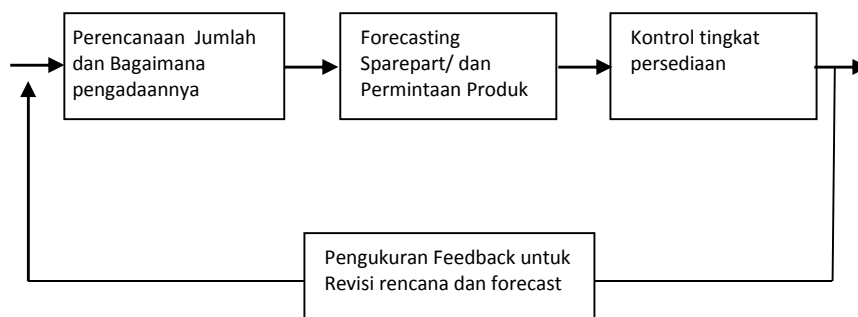 Perencanaan Jumlah
dan Bagaimana
pengadaannya
Forecasting
Sparepart/ dan
Permintaan Produk
Kontrol tingkat
persediaan
Pengukuran Feedback untuk
Revisi rencana dan forecast